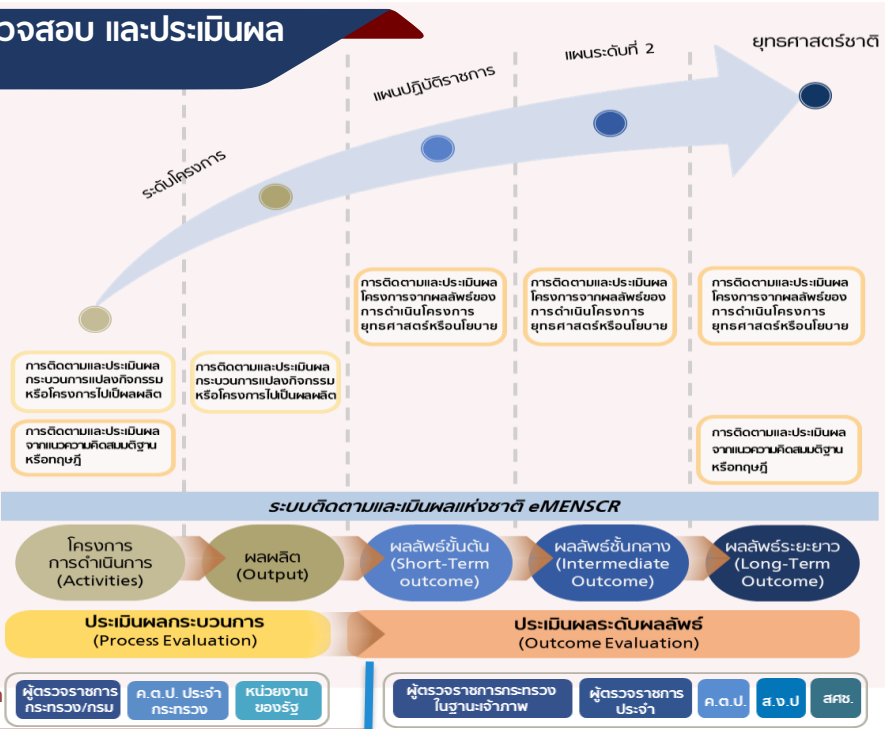 วจสอบ และประเมินผล
ยุทธศาสตร์ชาติ
แผนระดับที่ 2
แผนปฏิบัติราชการ
ระดับโครงการ
การติดตามและประเมินผล
โครงการจากผลลัพธ์ของ
การดำเนินโครงการ
ยุทธศาสตร์หรือนโยบาย
การติดตามและประเมินผล
โครงการจากผลลัพธ์ของ
การดำเนินโครงการ
ยุทธศาสตร์หรือนโยบาย
การติดตามและประเมินผล
โครงการจากผลลัพธ์ของ
การดำเนินโครงการ
ยุทธศาสตร์หรือนโยบาย
การติดตามและประเมินผล
กระบวนการแปลงกิจกรรม
หรือโครงการไปเป็นผลผลิต
การติดตามและประเมินผล
กระบวนการแปลงกิจกรรม
หรือโครงการไปเป็นผลผลิต
การติดตามและประเมินผล
จากแนวความคิดสมมติฐาน
หรือทฤษฎี
การติดตามและประเมินผล
จากแนวความคิดสมมติฐาน
หรือทฤษฎี
ระบบติดตามและเมินผลแห่งชาติ eMENSCR
โครงการ
การดำเนินการ
(Activities)
ผลผลิต
(Output)
ผลลัพธ์ขั้นต้น
(Short-Term
outcome)
ผลลัพธ์ขั้นกลาง
(Intermediate
Outcome)
ผลลัพธ์ระยะยาว
(Long-Term
Outcome)
ประเมินผลกระบวนการ
(Process Evaluation)
ประเมินผลระดับผลลัพธ์
(Outcome Evaluation)
ผู้ตรวจราชการ
กระทรวง/กรม
ค.ต.ป. ประจำ
กระทรวง
หน่วยงาน
ของรัฐ
ผู้ตรวจราชการกระทรวง
ในฐานะเจ้าภาพ
ผู้ตรวจราชการ
ประจำ
ค.ต.ป.
ส.ง.ป
สศช.